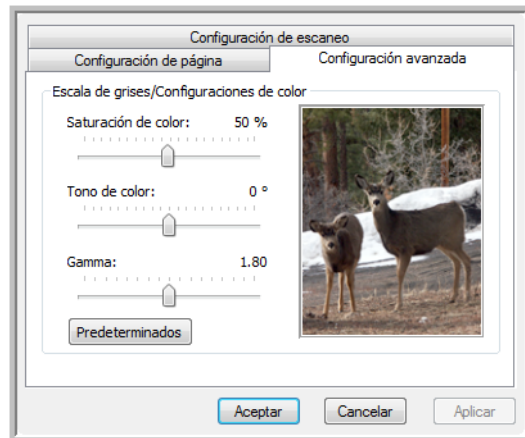 Configuración de escaneo
Configuración de página
Configuración avanzada
Escala de grises/Configuraciones de color
Saturación de color: 50 %
Tono de color: 0 °
Gamma: 1.80
Predeterminados
Aceptar
Cancelar
Aplicar